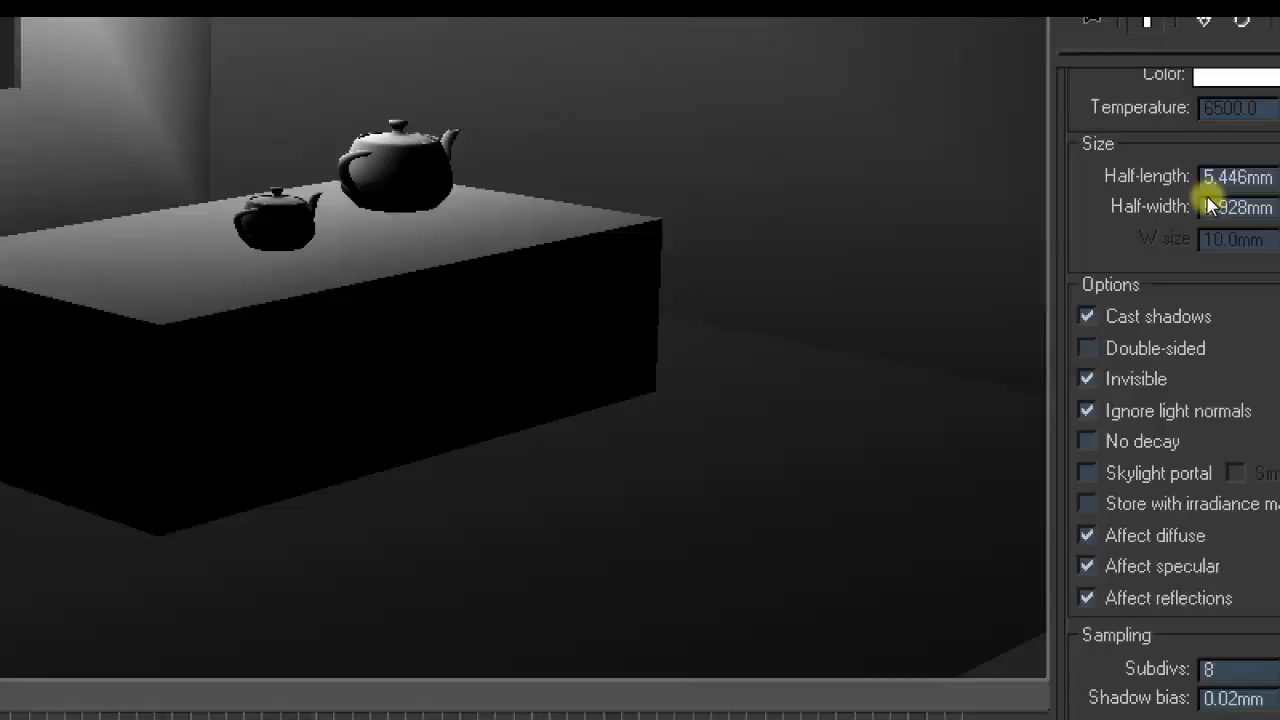 Color:
Temperature: 6500.0
Size
Half-length: 5.446mm
Half-width: 928mm
W size 10.0mm
Options
Cast shadows
Double-sided
Invisible
Ignore light normals
No decay
Skylight portal
Store with irradiance
Affect diffuse
Affect specular
Affect reflections
Sampling
Subdivs: 8
Shadow bias: 0.02mm